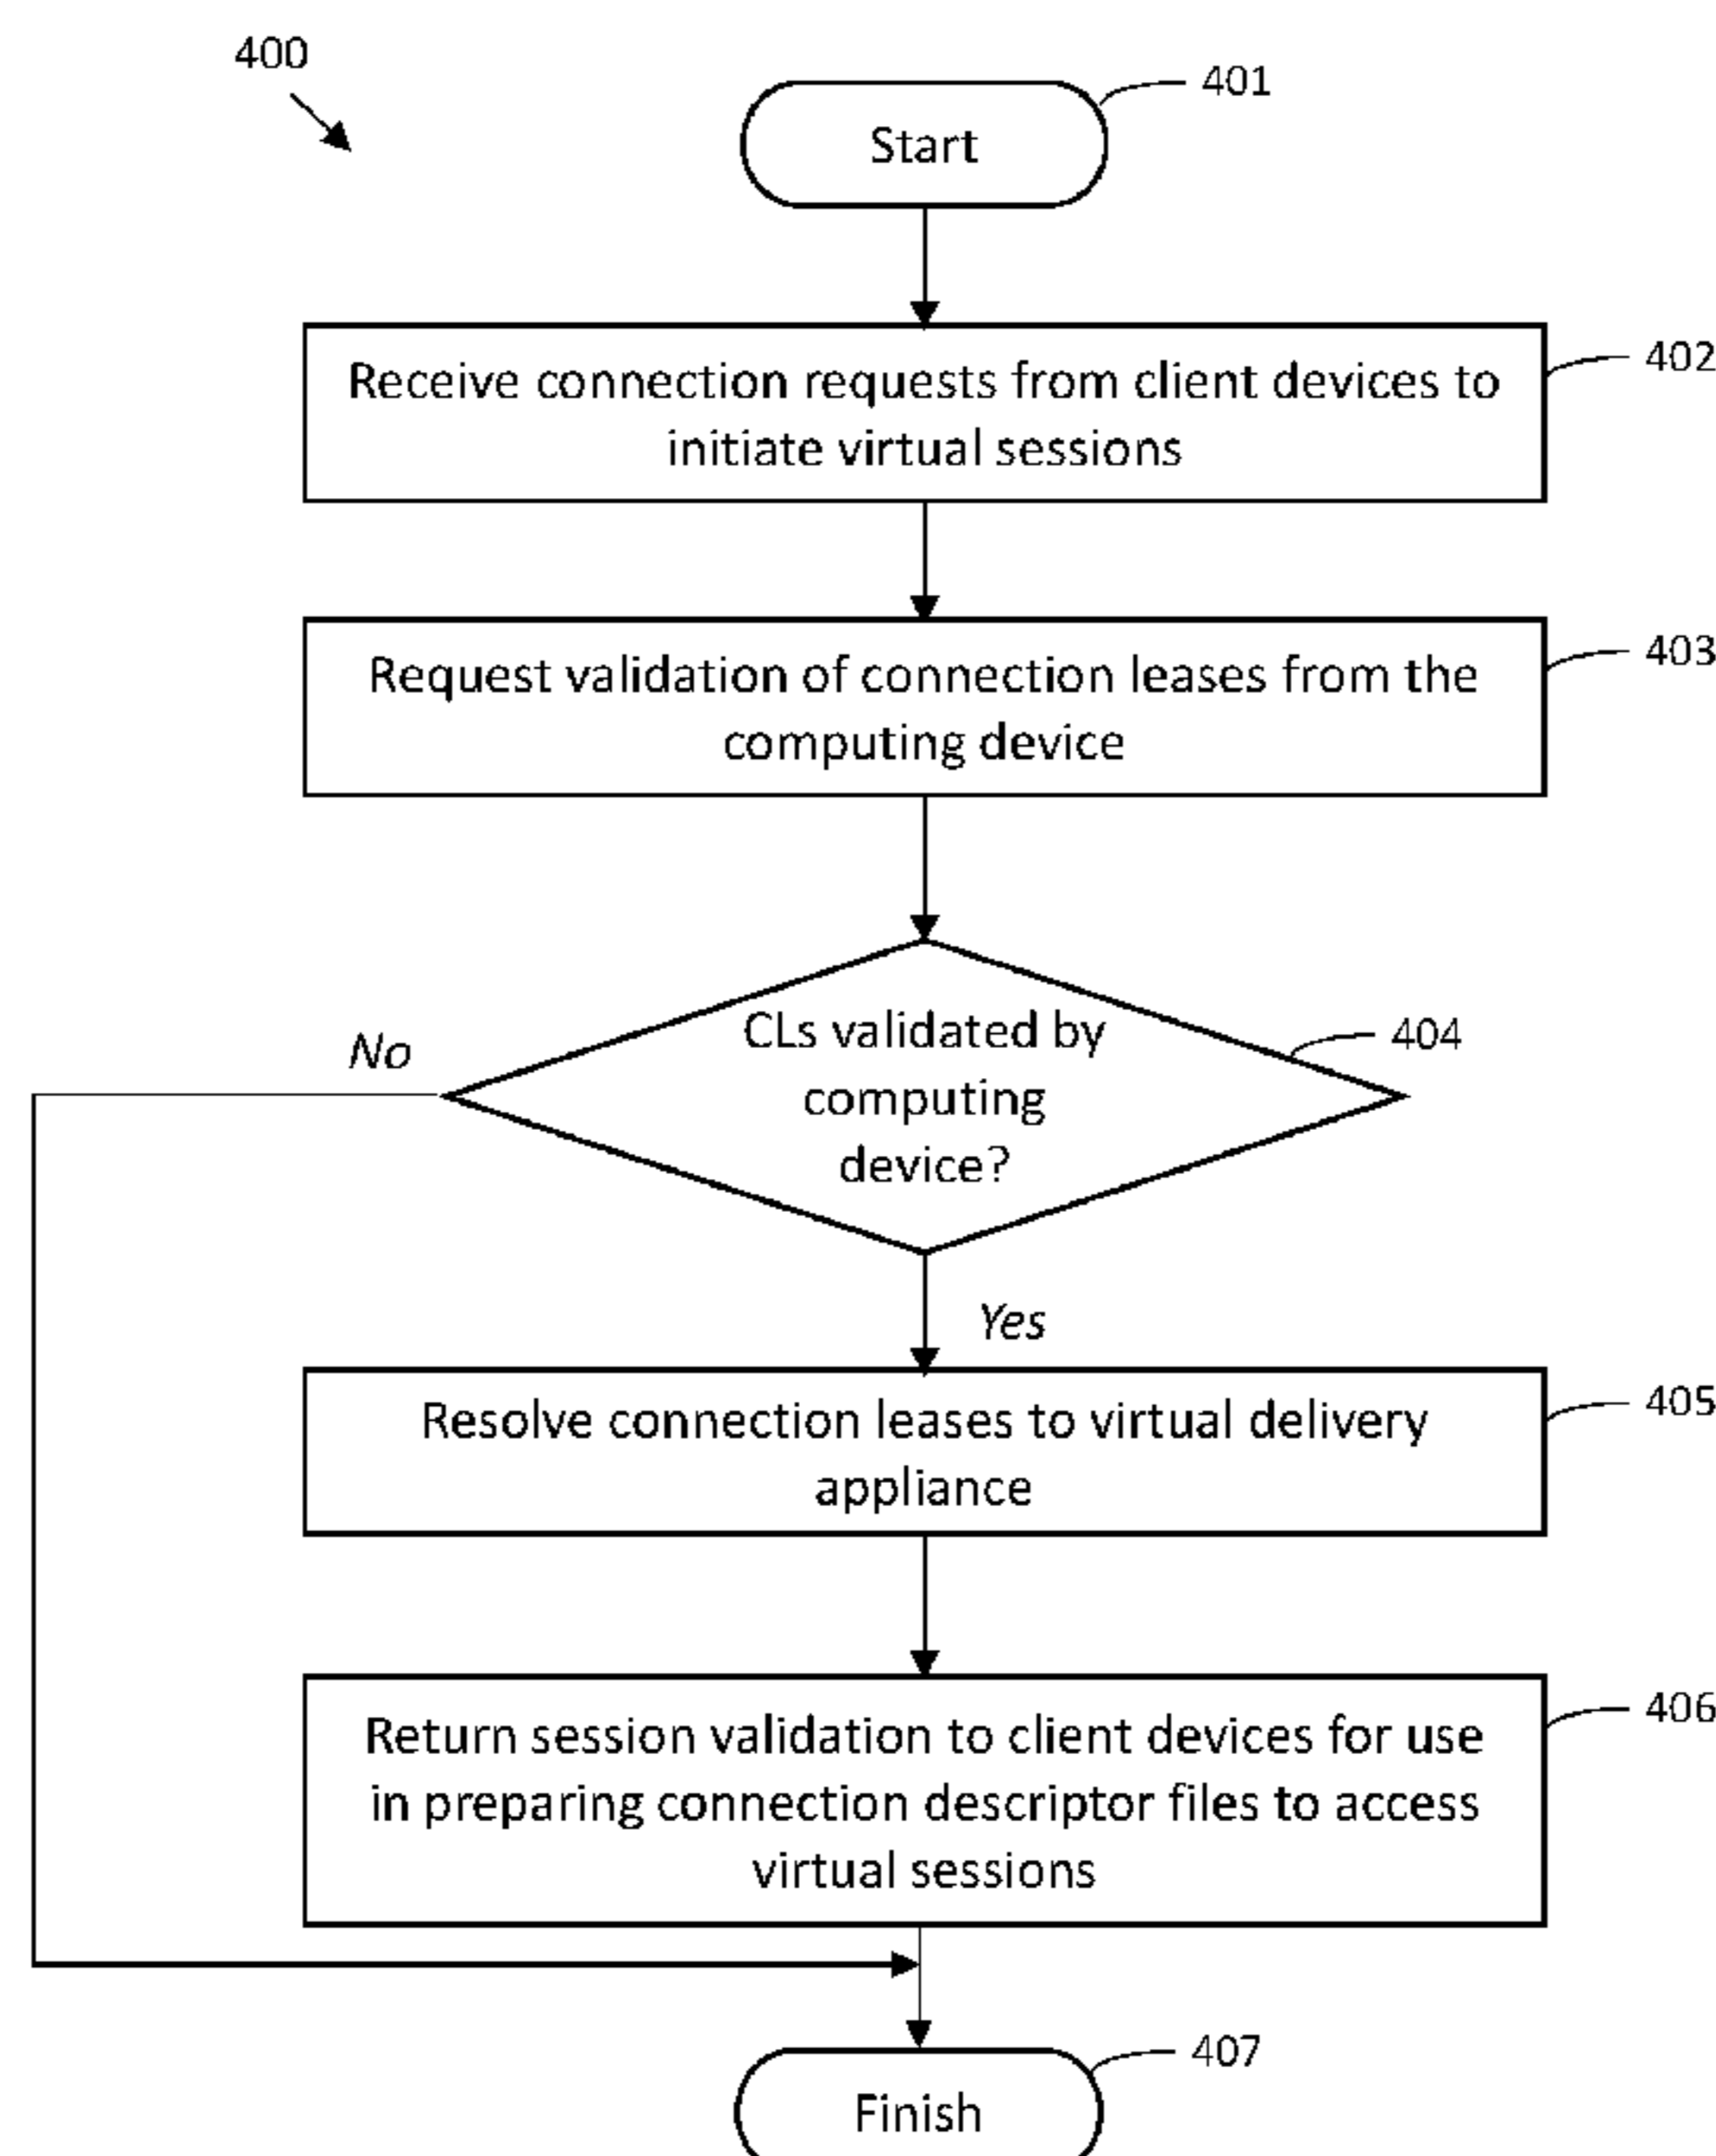 400
401
Start
402
Receive connection requests from client devices to
initiate virtual sessions
403
Request validation of connection leases from the
computing device
404
CLs validated by
computing
device?
No
Yes
405
Resolve connection leases to virtual delivery
appliance
406
Return session validation to client devices for use
in preparing connection descriptor files to access
virtual sessions
407
Finish